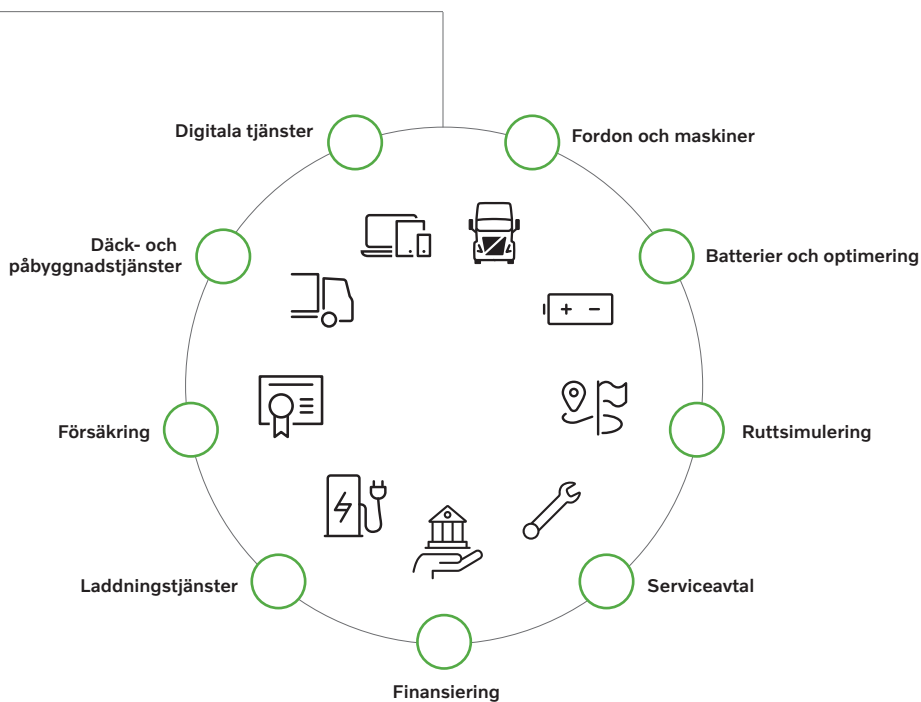 Digitala tjänster
Fordon och maskiner
Däck- och
påbyggnadstjänster
Batterier och optimering
Försäkring
Ruttsimulering
Laddningstjänster
Serviceavtal
Finansiering